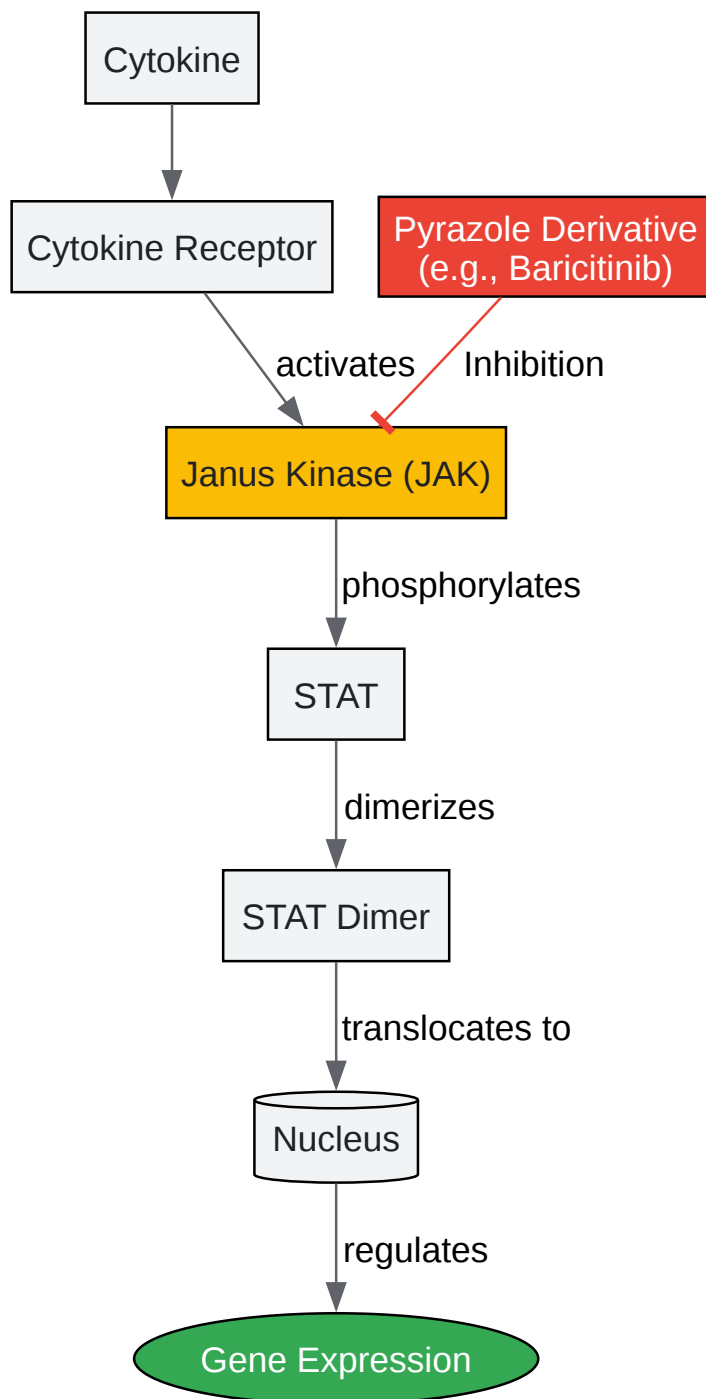 Cytokine
Cytokine Receptor
Pyrazole Derivative
(e.g., Baricitinib)
activates
Inhibition
Janus Kinase (JAK)
phosphorylates
STAT
dimerizes
STAT Dimer
translocates to
Nucleus
regulates
Gene Expression